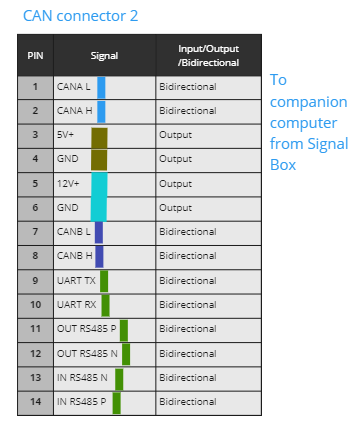 CAN connector 2
PIN Signal Input/Output
/Bidirectional
1 CANA L Bidirectional
2 CANA H Bidirectional
3 5V+ Output
4 GND Output
5 12V+ Output
6 GND Output
7 CANB L Bidirectional
8 CANB H Bidirectional
9 UART TX Bidirectional
10 UART RX Bidirectional
11 OUT RS485 P Bidirectional
12 OUT RS485 N Bidirectional
13 IN RS485 N Bidirectional
14 IN RS485 P Bidirectional
To
companion
computer
from Signal
Box